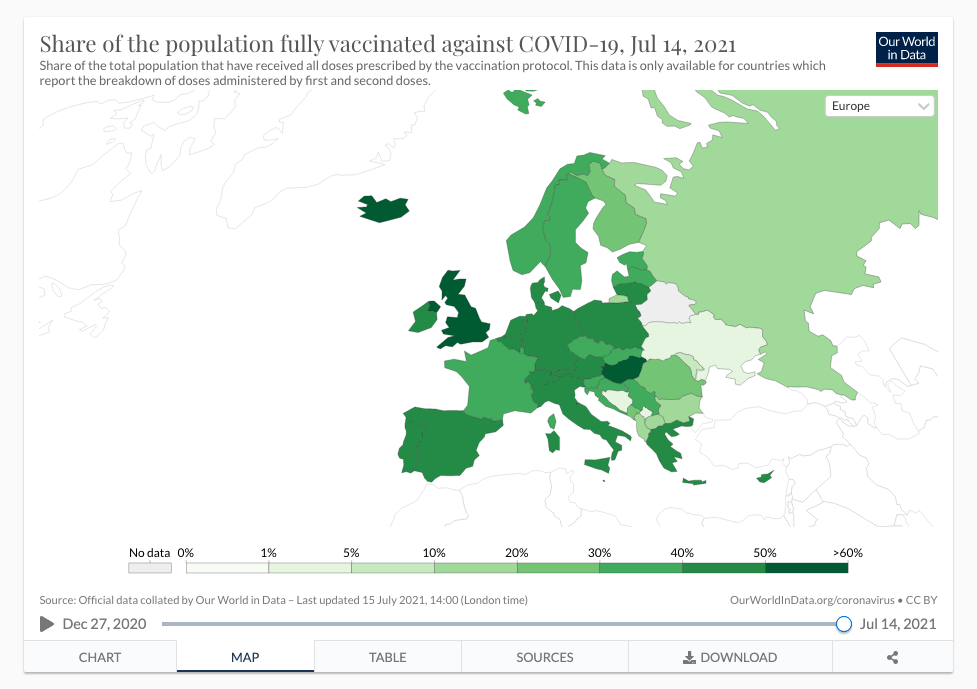 Share of the population fully vaccinated against COVID-19, Jul 14, 2021
Our World
in Data
Share of the total population that have received all doses prescribed by the vaccination protocol. This data is only available for countries which
report the breakdown of doses administered by first and second doses.
Europe
No data 0% 1% 5% 10% 20% 30% 40% 50% >60%
Source: Official data collated by Our World in Data – Last updated 15 July 2021, 14:00 (London time)
OurWorldInData.org/coronavirus • CC BY
Dec 27, 2020
Jul 14, 2021
CHART MAP TABLE SOURCES DOWNLOAD